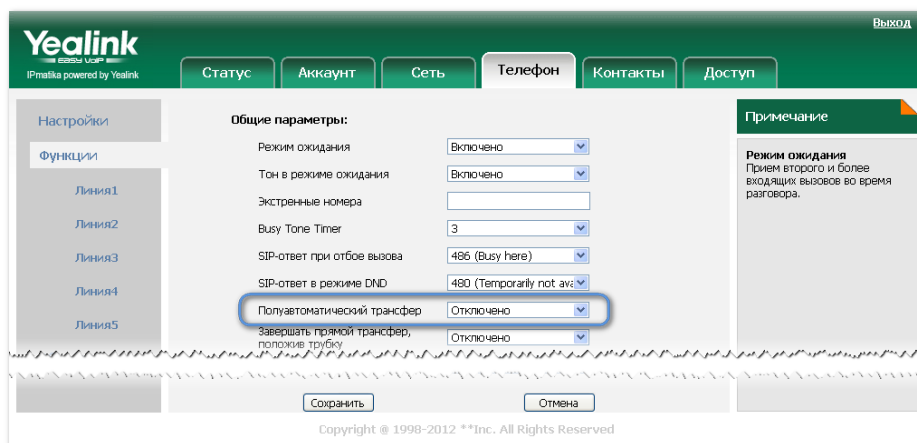 Выход
Yealink
EASY VoIP
IPmatika powered by Yealink
Статус Аккаунт Сеть Телефон Контакты Доступ
Настройки
Функции
Линия1
Линия2
Линия3
Линия4
Линия5
Общие параметры:
Режим ожидания Включено
Тон в режиме ожидания Включено
Экстренные номера
Busy Tone Timer 3
SIP-ответ при отбое вызова 486 (Busy here)
SIP-ответ в режиме DND 480 (Temporarily not ava
Полуавтоматический трансфер Отключено
Завершать прямой трансфер,
положив трубку Отключено
Сохранить Отмена
Примечание
Режим ожидания
Прием второго и более
входящих вызовов во время
разговора.
Copyright @ 1998-2012 **Inc. All Rights Reserved